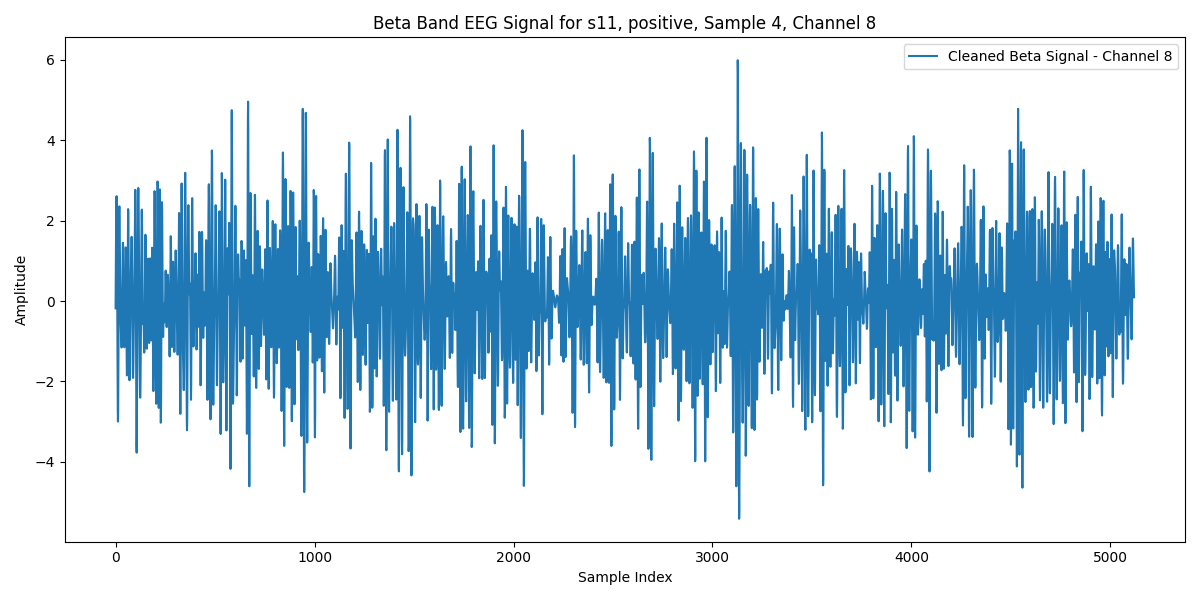 Beta Band EEG Signal for s11, positive, Sample 4, Channel 8
Cleaned Beta Signal - Channel 8
Amplitude
6
4
2
0
−2
−4
0 1000 2000 3000 4000 5000
Sample Index